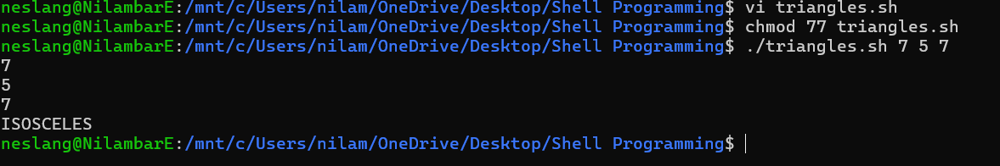 neslang@NilambarE:/mnt/c/Users/nilam/OneDrive/Desktop/Shell Programming$ vi triangles.sh
neslang@NilambarE:/mnt/c/Users/nilam/OneDrive/Desktop/Shell Programming$ chmod 77 triangles.sh
neslang@NilambarE:/mnt/c/Users/nilam/OneDrive/Desktop/Shell Programming$ ./triangles.sh 7 5 7
7
5
7
ISOSCELES
neslang@NilambarE:/mnt/c/Users/nilam/OneDrive/Desktop/Shell Programming$